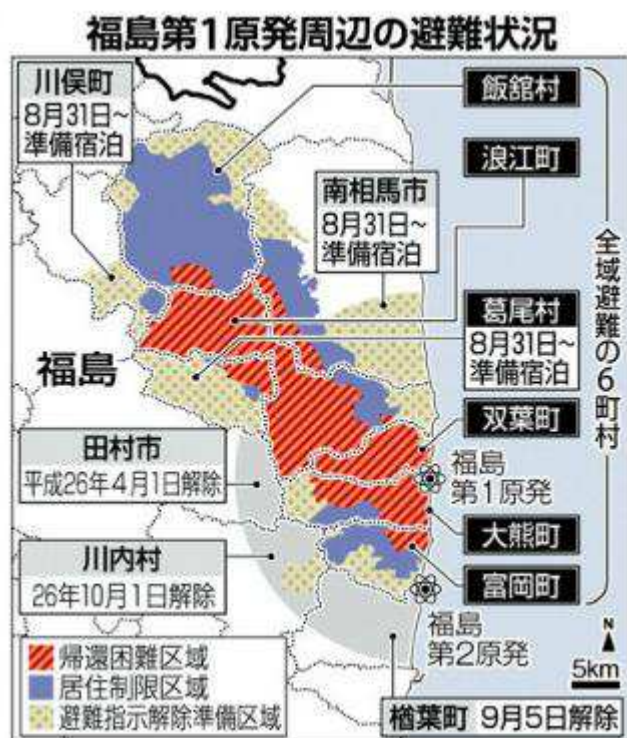 福島第1原発周辺の避難状況
川俣町
8月31日~
準備宿泊
飯舘村
浪江町
南相馬市
8月31日~
準備宿泊
全域避難の6町村
葛尾村
8月31日~
準備宿泊
福島
双葉町
田村市
平成26年4月1日解除
福島
第1原発
大熊町
川内村
26年10月1日解除
富岡町
福島
第2原発
N
5km
帰還困難区域
居住制限区域
避難指示解除準備区域
楢葉町 9月5日解除